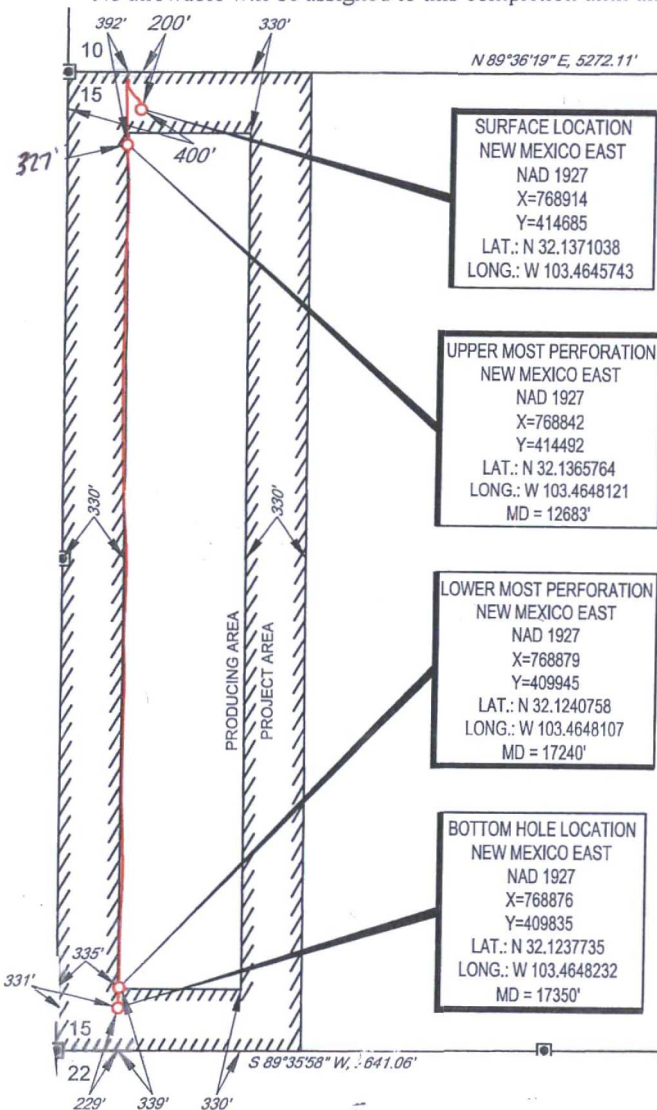 392' 200' 330'
10
N 89°36'19" E, 5272.11'
15
400'
327'
SURFACE LOCATION
NEW MEXICO EAST
NAD 1927
X=768914
Y=414685
LAT.: N 32.1371038
LONG.: W 103.4645743
UPPER MOST PERFORATION
NEW MEXICO EAST
NAD 1927
X=768842
Y=414492
LAT.: N 32.1365764
LONG.: W 103.4648121
MD = 12683'
330' 330'
PRODUCING AREA
PROJECT AREA
LOWER MOST PERFORATION
NEW MEXICO EAST
NAD 1927
X=768879
Y=409945
LAT.: N 32.1240758
LONG.: W 103.4648107
MD = 17240'
BOTTOM HOLE LOCATION
NEW MEXICO EAST
NAD 1927
X=768876
Y=409835
LAT.: N 32.1237735
LONG.: W 103.4648232
MD = 17350'
335'
331'
15
22
S 89°35'58" W,
641.06'
229' 339' 330'